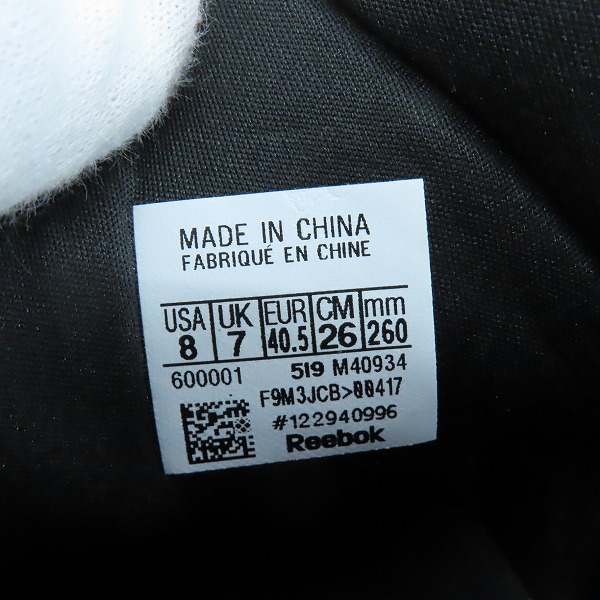 MADE IN CHINA
FABRIQUÉ EN CHINE
USA UK EUR CM mm
8 7 40.5 26 260
600001 519 M40934
F9M3JCB>00417
#122940996
Reebok